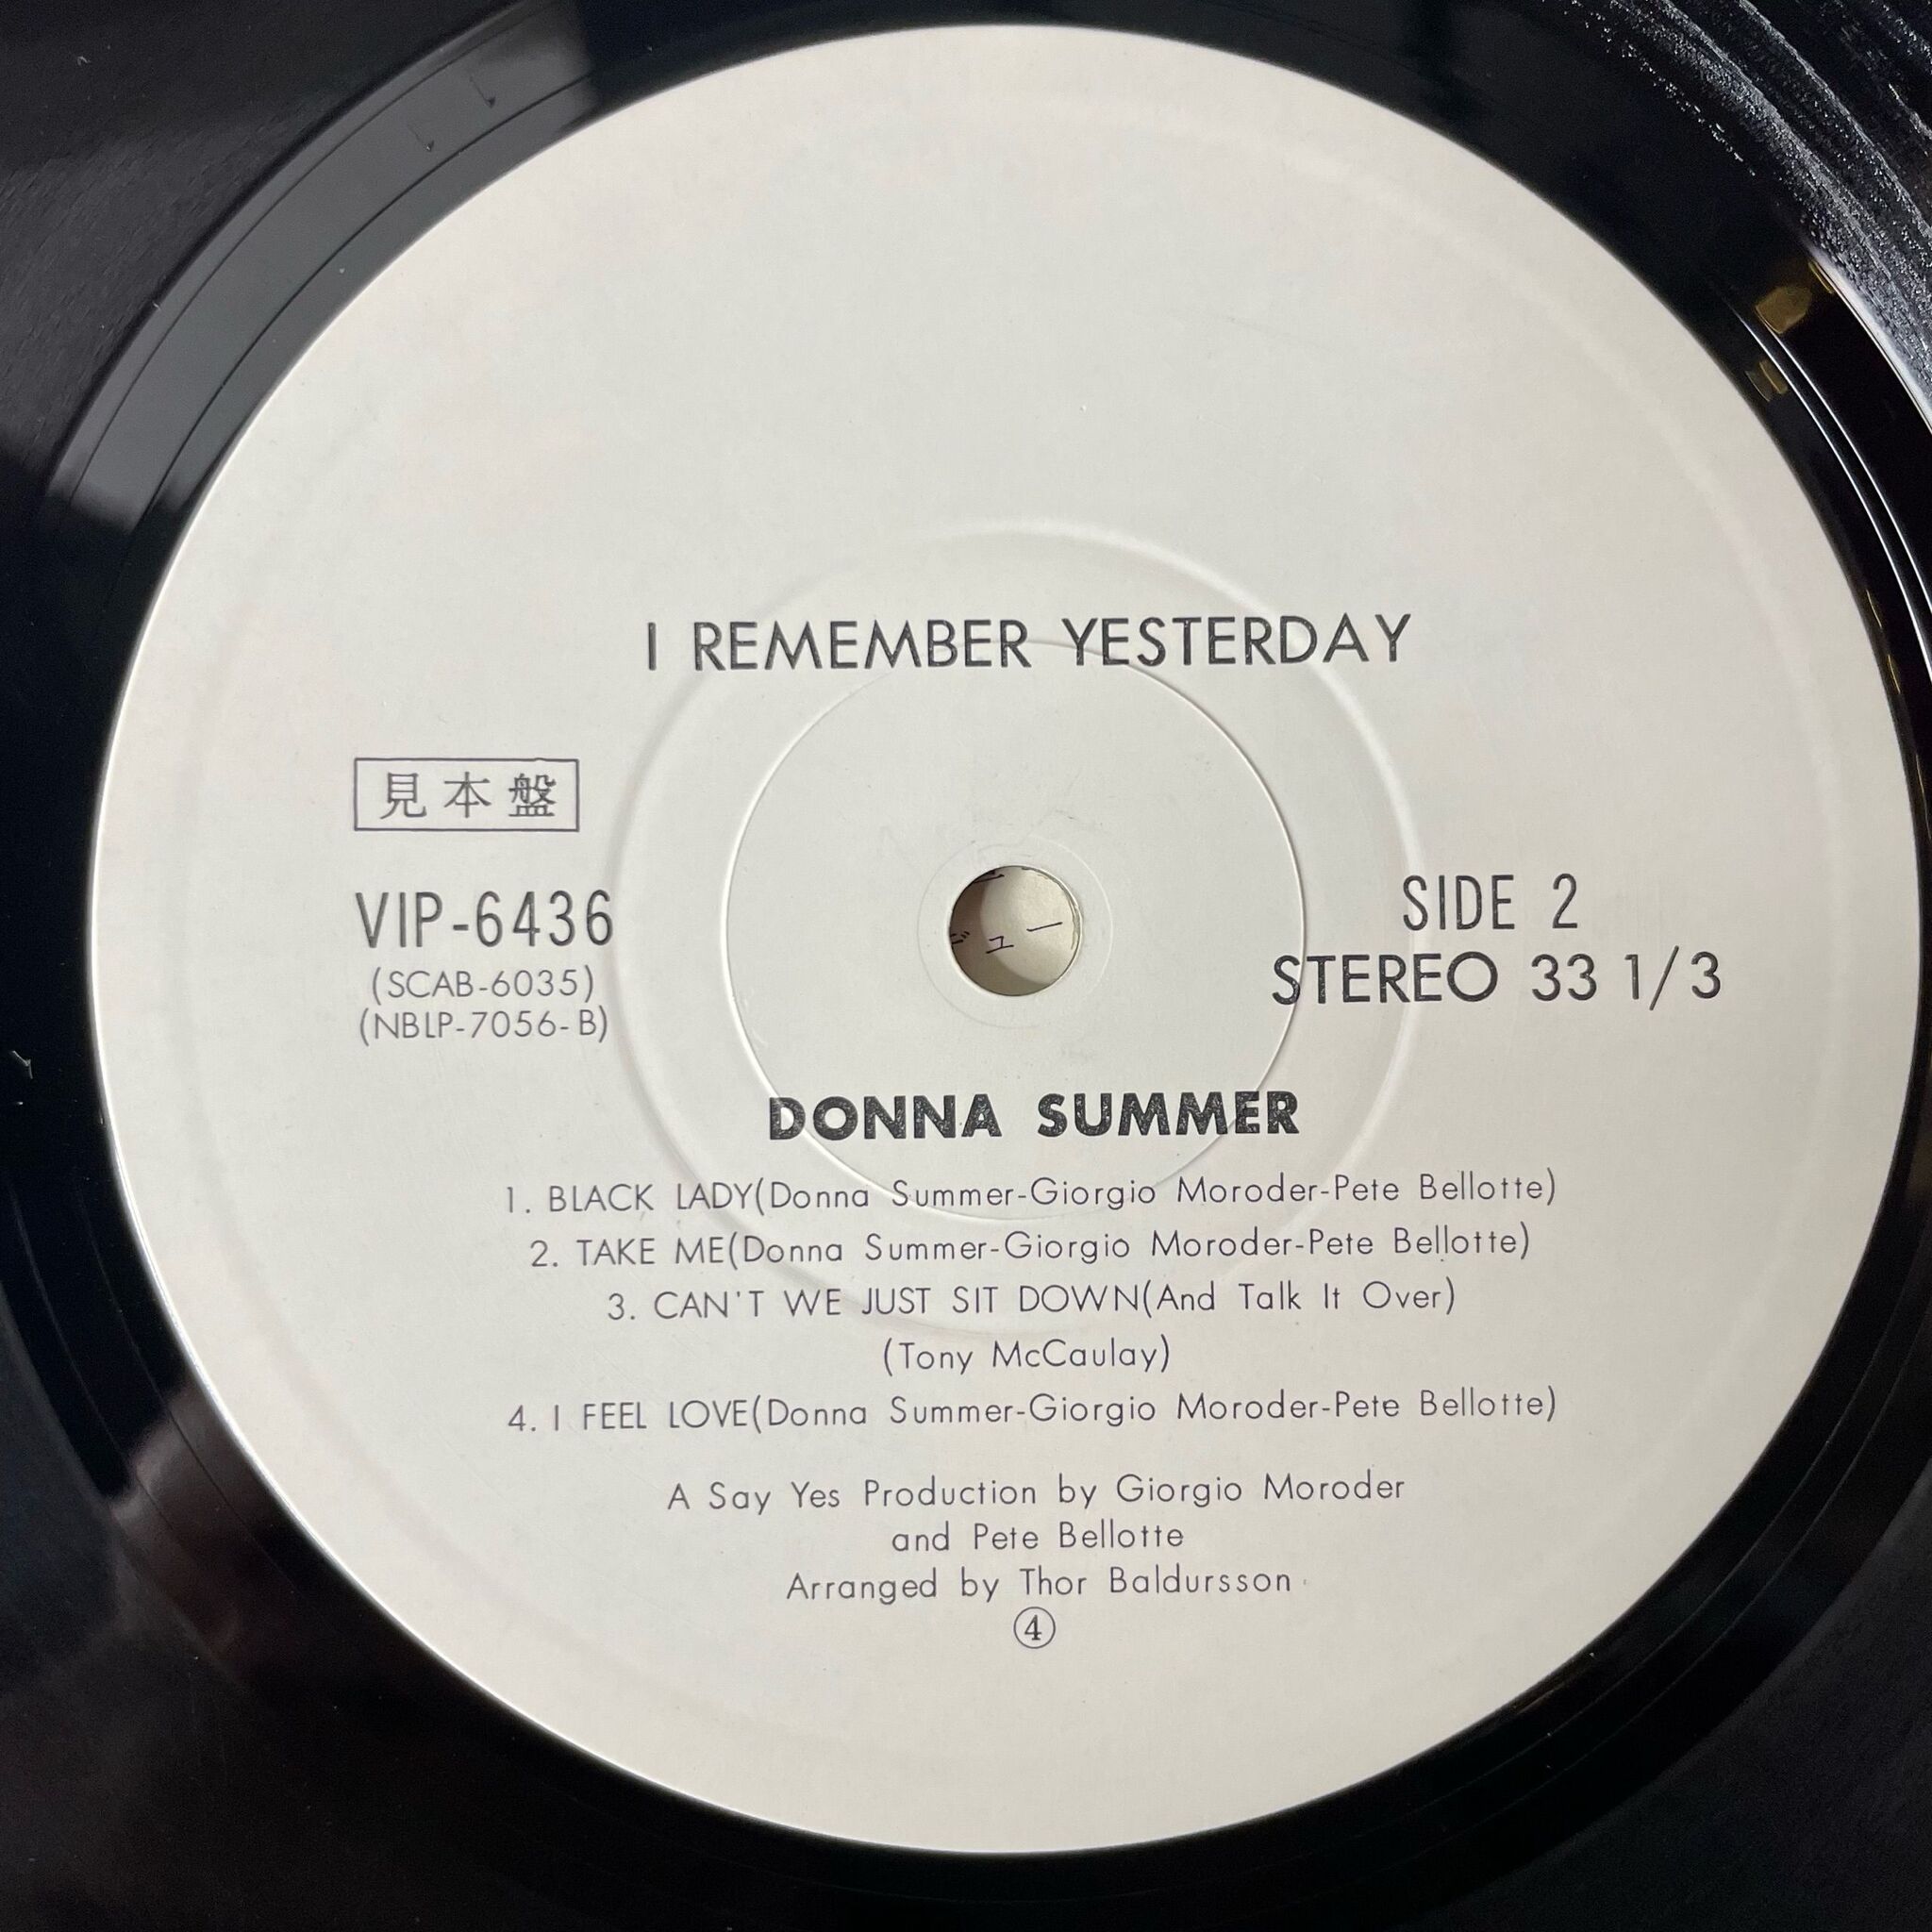 I REMEMBER YESTERDAY
見本盤
VIP-6436
(SCAB-6035)
(NBLP-7056-B)
SIDE 2
STEREO 33 1/3
ジュー
DONNA SUMMER
1. BLACK LADY(Donna Summer-Giorgio Moroder-Pete Bellotte)
2. TAKE ME(Donna Summer-Giorgio Moroder-Pete Bellotte)
3. CAN'T WE JUST SIT DOWN(And Talk It Over)
(Tony McCaulay)
4. I FEEL LOVE(Donna Summer-Giorgio Moroder-Pete Bellotte)
A Say Yes Production by Giorgio Moroder
and Pete Bellotte
Arranged by Thor Baldursson
④